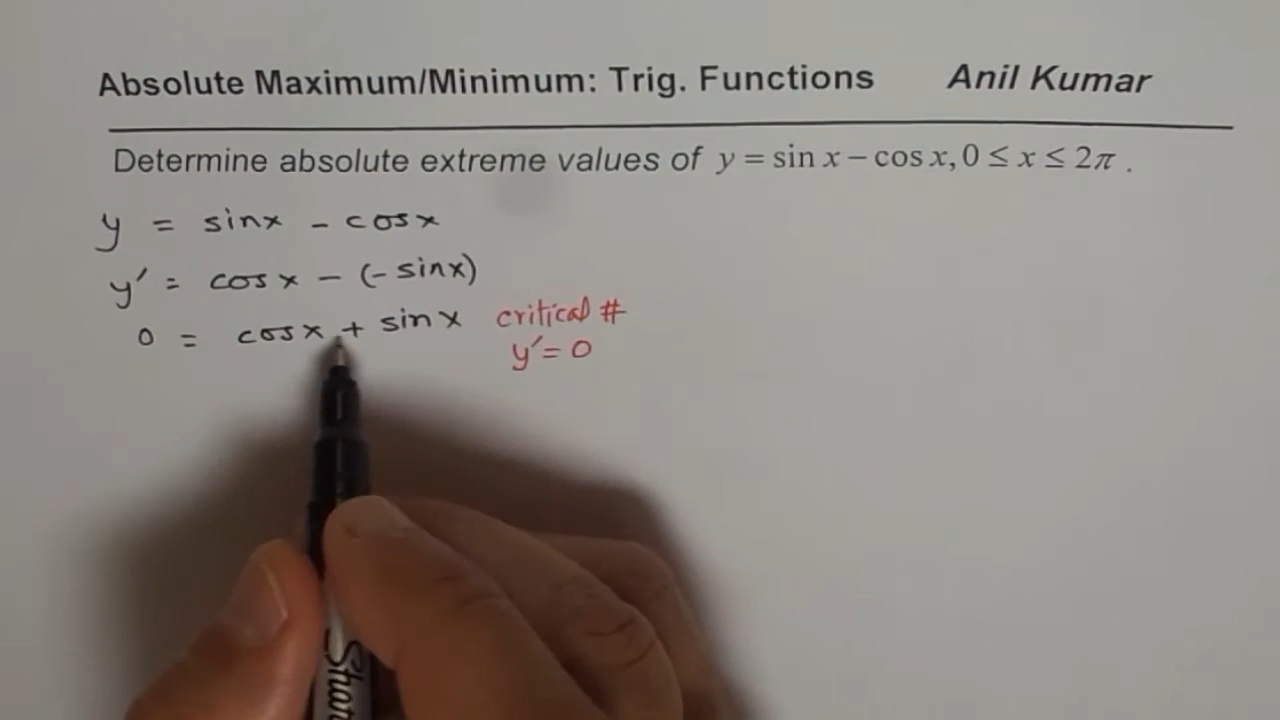 Absolute Maximum/Minimum: Trig. Functions Anil Kumar
Determine absolute extreme values of y = sin x − cos x, 0 ≤ x ≤ 2π .
y = sinx - cosx
y' = cosx - (- sinx)
0 = cosx + sinx critical #
y' = 0